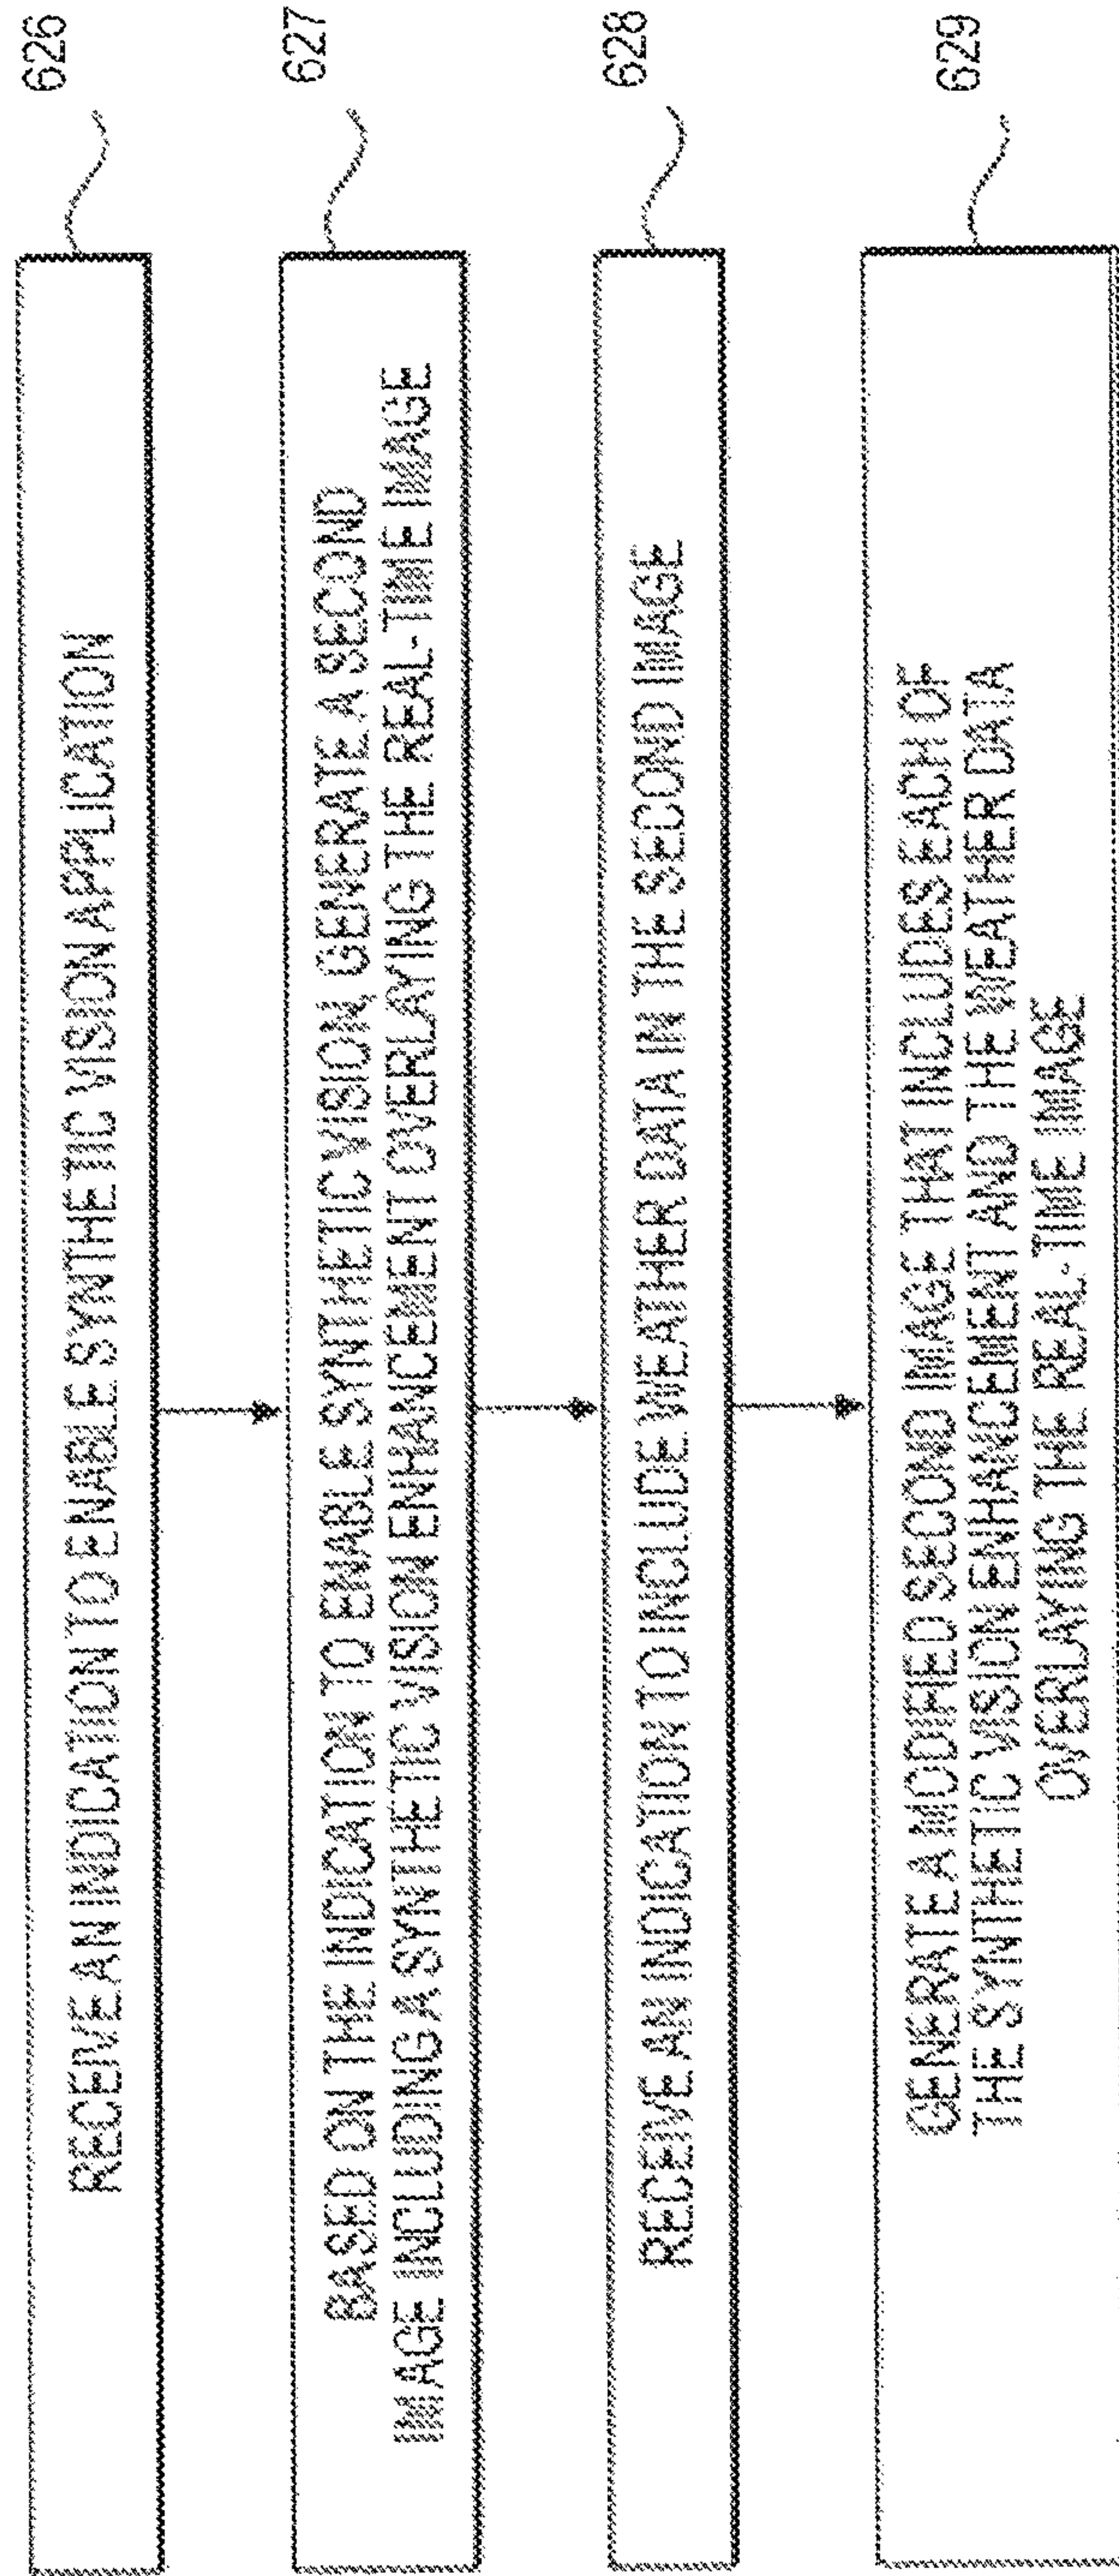 RECEIVE AN INDICATION TO ENABLE SYNTHETIC VISION APPLICATION
626
BASED ON THE INDICATION TO ENABLE SYNTHETIC VISION, GENERATE A SECOND
IMAGE INCLUDING A SYNTHETIC VISION ENHANCEMENT OVERLAYING THE REAL-TIME IMAGE
627
RECEIVE AN INDICATION TO INCLUDE WEATHER DATA IN THE SECOND IMAGE
628
GENERATE A MODIFIED SECOND IMAGE THAT INCLUDES EACH OF
THE SYNTHETIC VISION ENHANCEMENT AND THE WEATHER DATA
OVERLAYING THE REAL-TIME IMAGE
629